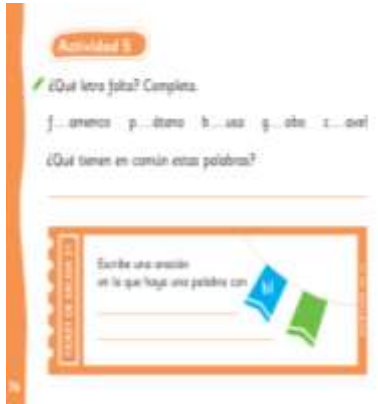 Actividad 5
¿Qué letra falta? Completa.
f...amenco p...átano b...usa g...obo c...avel
¿Qué tienen en común estas palabras?
Escribe una oración
en la que haya una palabra con
bl